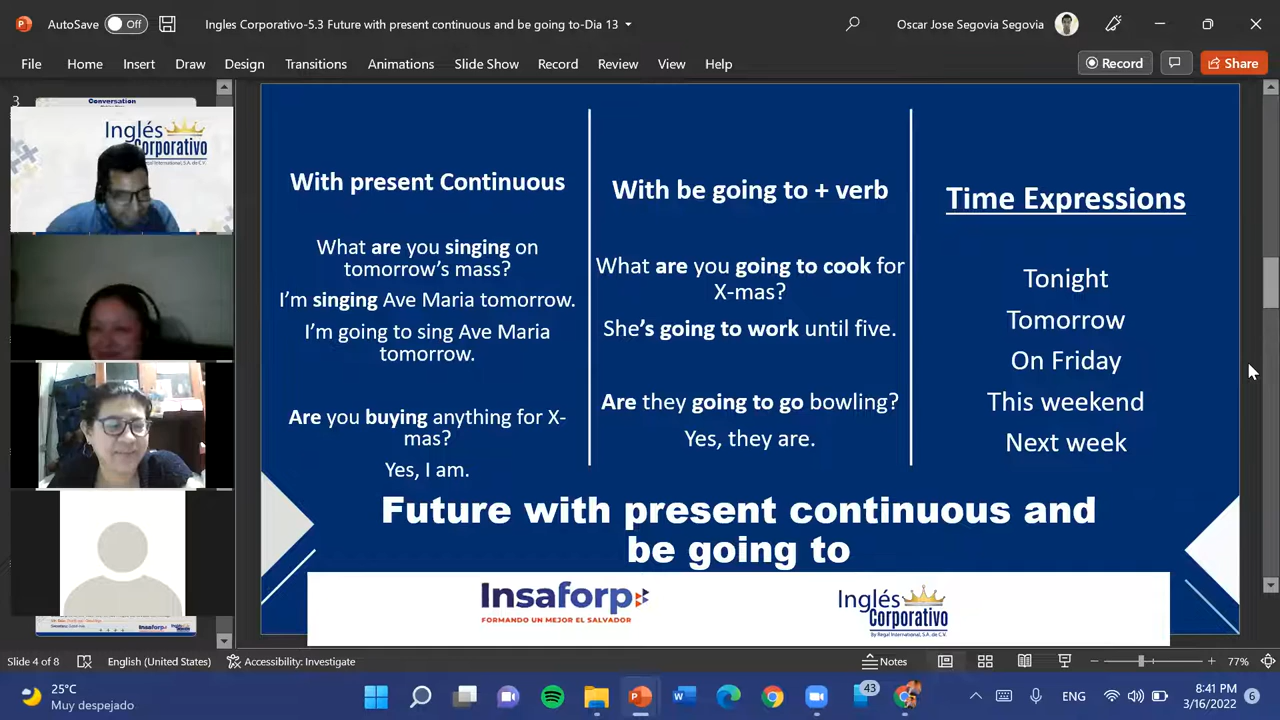 AutoSave Off
Ingles Corporativo-5.3 Future with present continuous and be going to-Dia 13
Oscar Jose Segovia Segovia
File Home Insert Draw Design Transitions Animations Slide Show Record Review View Help
Record
Share
3
Conversation
Inglés
Corporativo
With present Continuous
What are you singing on
tomorrow's mass?
I'm singing Ave Maria tomorrow.
I'm going to sing Ave Maria
tomorrow.
Are you buying anything for X-
mas?
Yes, I am.
With be going to + verb
What are you going to cook for
X-mas?
She's going to work until five.
Are they going to go bowling?
Yes, they are.
Time Expressions
Tonight
Tomorrow
On Friday
This weekend
Next week
Future with present continuous and
be going to
Insaforp
FORMANDO UN MEJOR EL SALVADOR
Inglés
Corporativo
By Regal International, S.A. de C.V.
Slide 4 of 8
English (United States)
Accessibility: Investigate
Notes
77%
25°C
Muy despejado
43
ENG
8:41 PM
3/16/2022
6